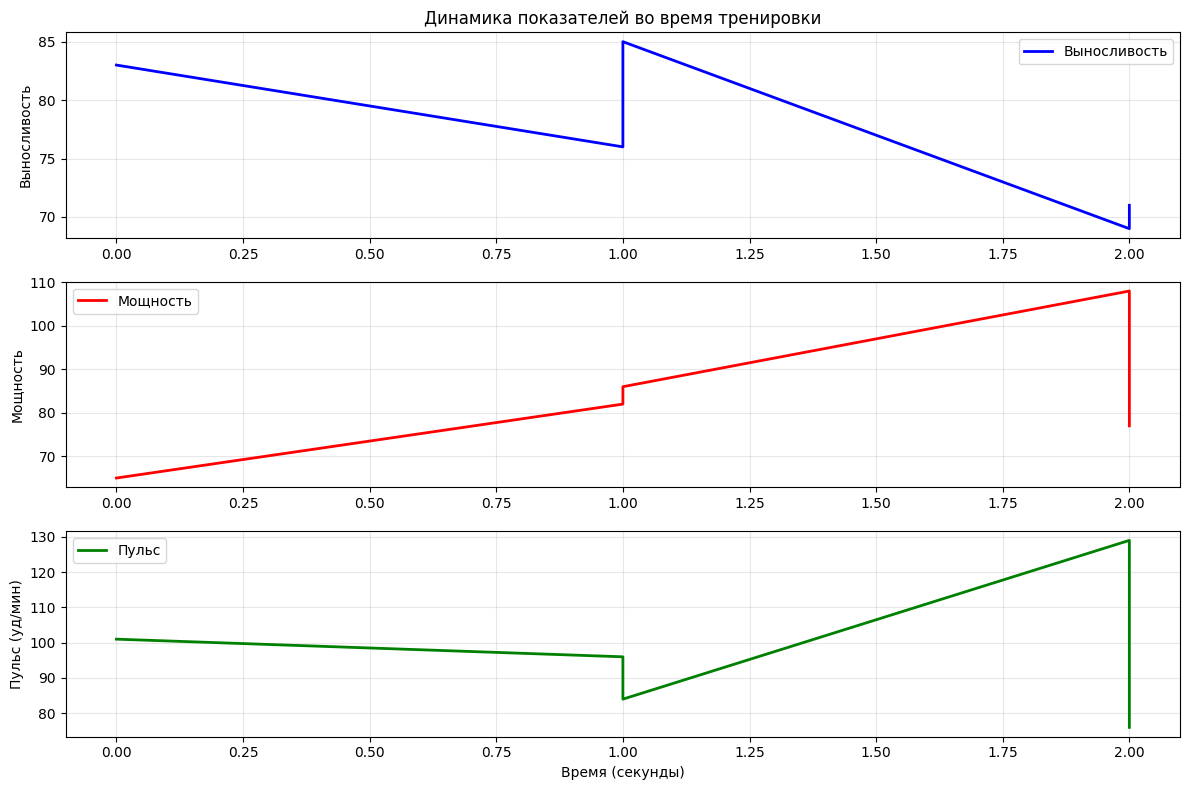 Динамика показателей во время тренировки
Выносливость
85
80
75
70
Выносливость
0.00 0.25 0.50 0.75 1.00 1.25 1.50 1.75 2.00
Мощность
110
100
90
80
70
Мощность
0.00 0.25 0.50 0.75 1.00 1.25 1.50 1.75 2.00
Пульс (уд/мин)
130
120
110
100
90
80
Пульс
0.00 0.25 0.50 0.75 1.00 1.25 1.50 1.75 2.00
Время (секунды)